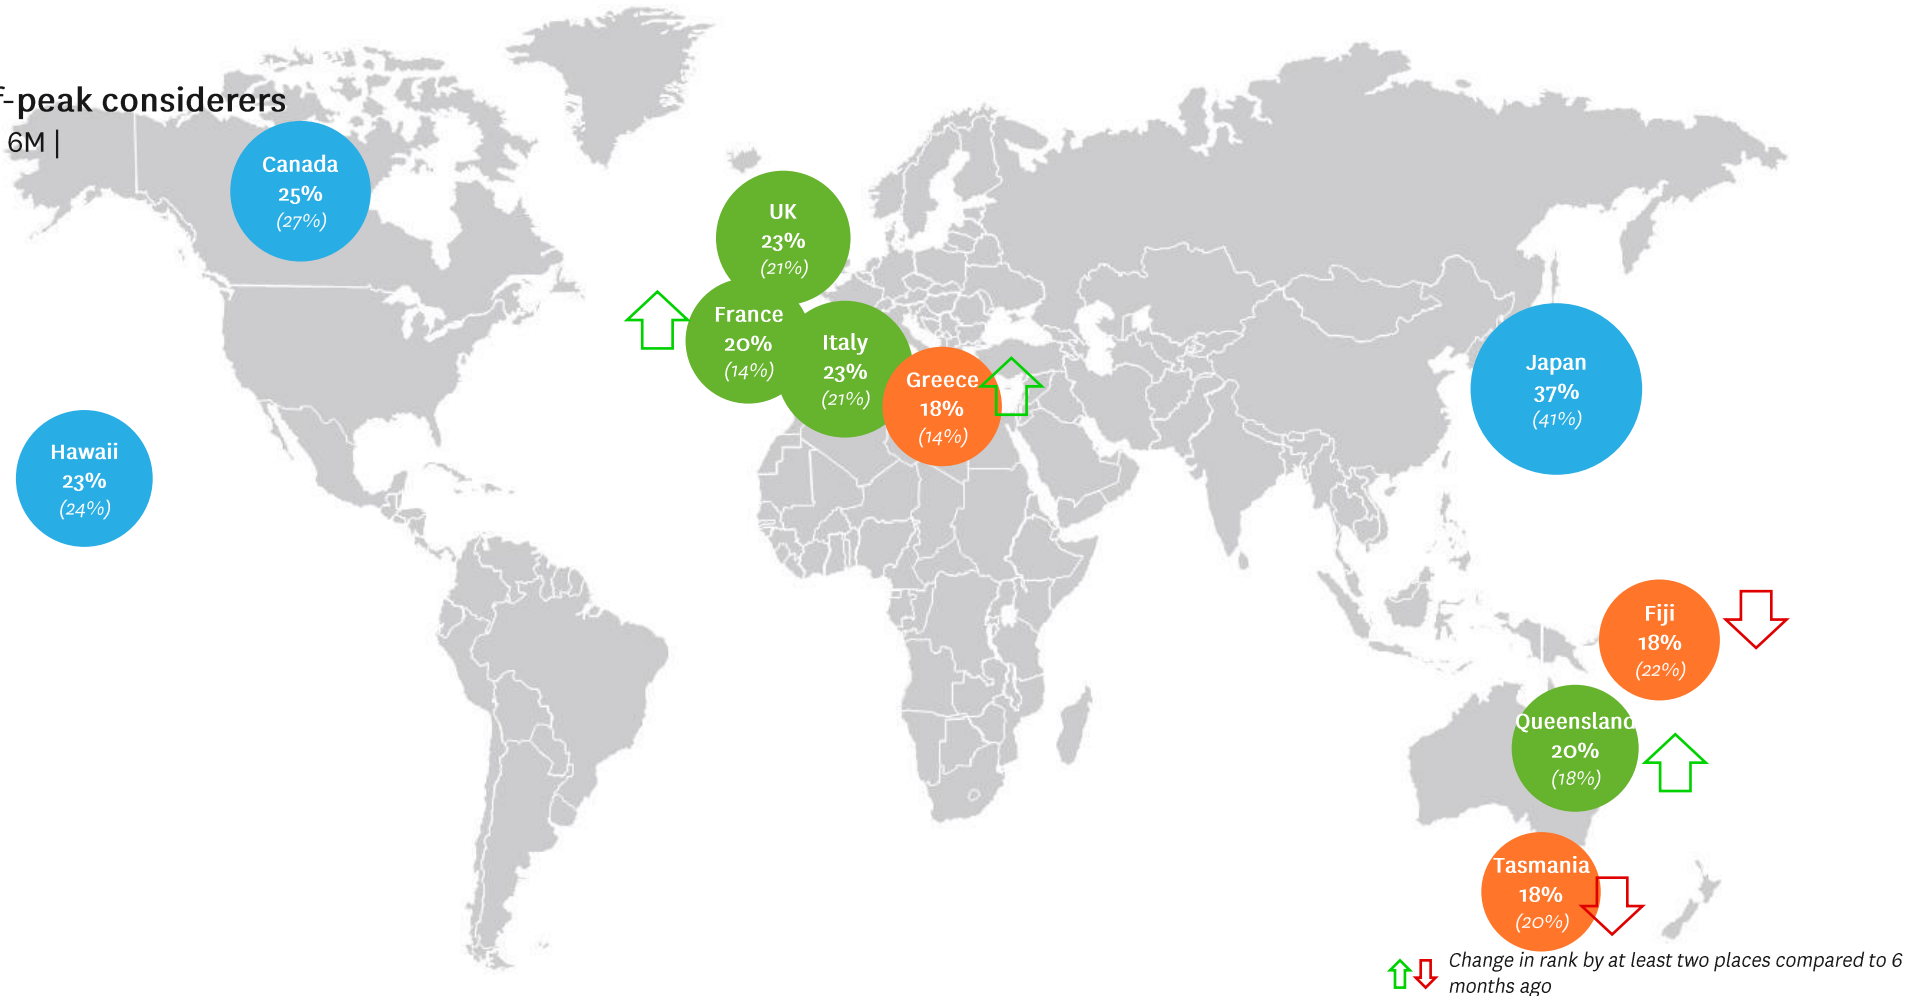 -peak considerers
6M |
Canada
25%
(27%)
UK
23%
(21%)
France
20%
(14%)
Italy
23%
(21%)
Greece
18%
(14%)
Japan
37%
(41%)
Hawaii
23%
(24%)
Fiji
18%
(22%)
Queensland
20%
(18%)
Tasmania
18%
(20%)
Change in rank by at least two places compared to 6
months ago